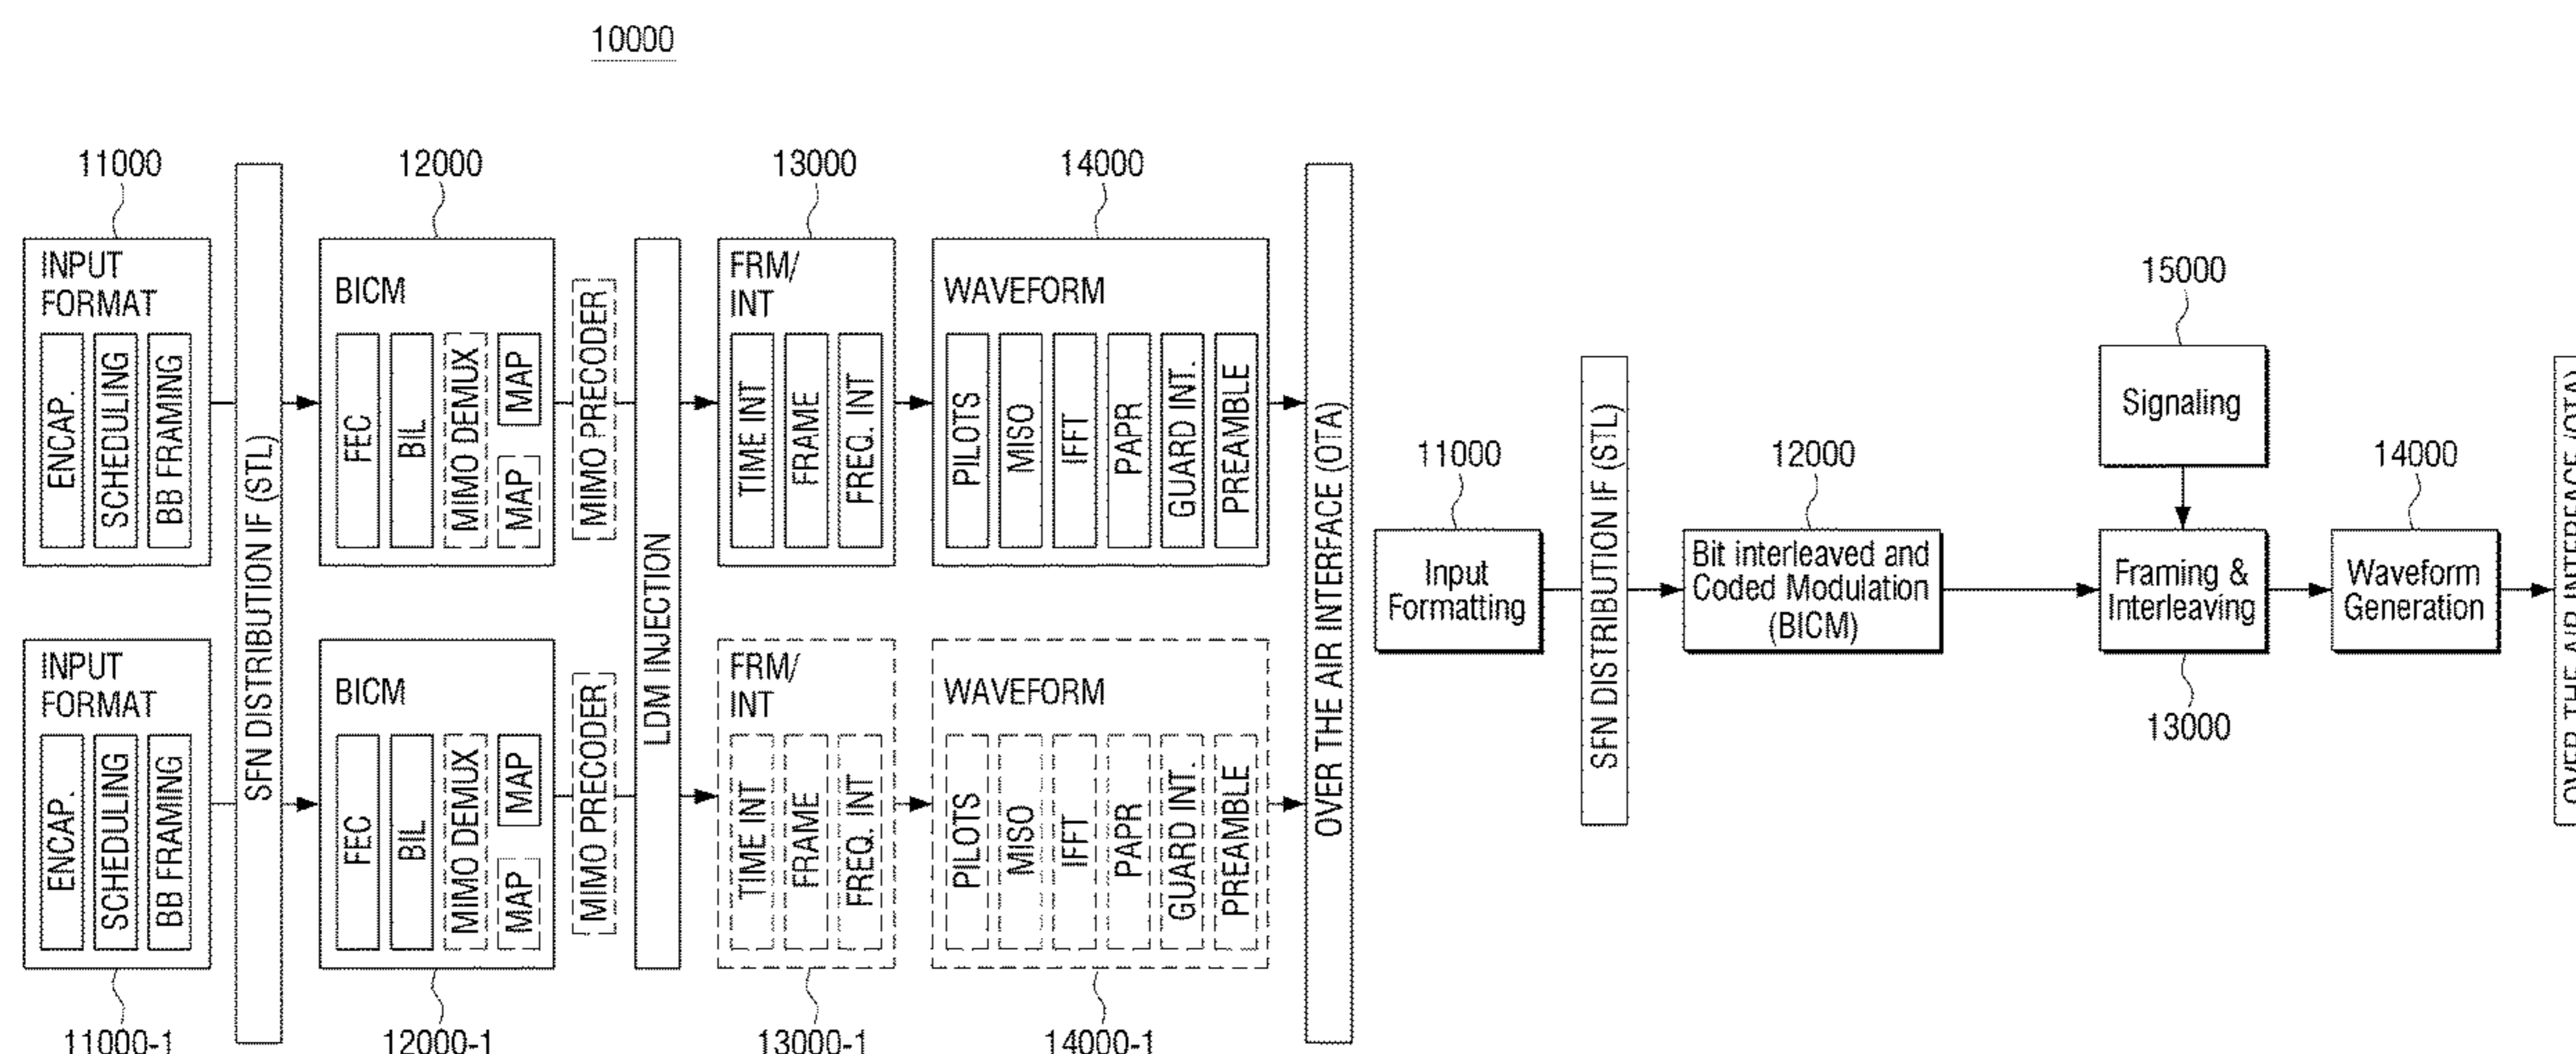 10000
11000
INPUT
FORMAT
ENCAP.
SCHEDULING
BB FRAMING
SFN DISTRIBUTION IF (STL)
12000
BICM
FEC
BIL
MIMO DEMUX
MAP
MAP
MIMO PRECODER
LDM INJECTION
13000
FRM/
INT
TIME INT
FRAME
FREQ. INT
14000
WAVEFORM
PILOTS
MISO
IFFT
PAPR
GUARD INT.
PREAMBLE
OVER THE AIR INTERFACE (OTA)
INPUT
FORMAT
ENCAP.
SCHEDULING
BB FRAMING
11000-1
BICM
FEC
BIL
MIMO DEMUX
MAP
MAP
12000-1
MIMO PRECODER
FRM/
INT
TIME INT
FRAME
FREQ. INT
13000-1
WAVEFORM
PILOTS
MISO
IFFT
PAPR
GUARD INT.
PREAMBLE
14000-1
11000
Input
Formatting
SFN DISTRIBUTION IF (STL)
12000
Bit interleaved and
Coded Modulation
(BICM)
15000
Signaling
Framing &
Interleaving
13000
14000
Waveform
Generation
OVER THE AIR INTERFACE (OTA)